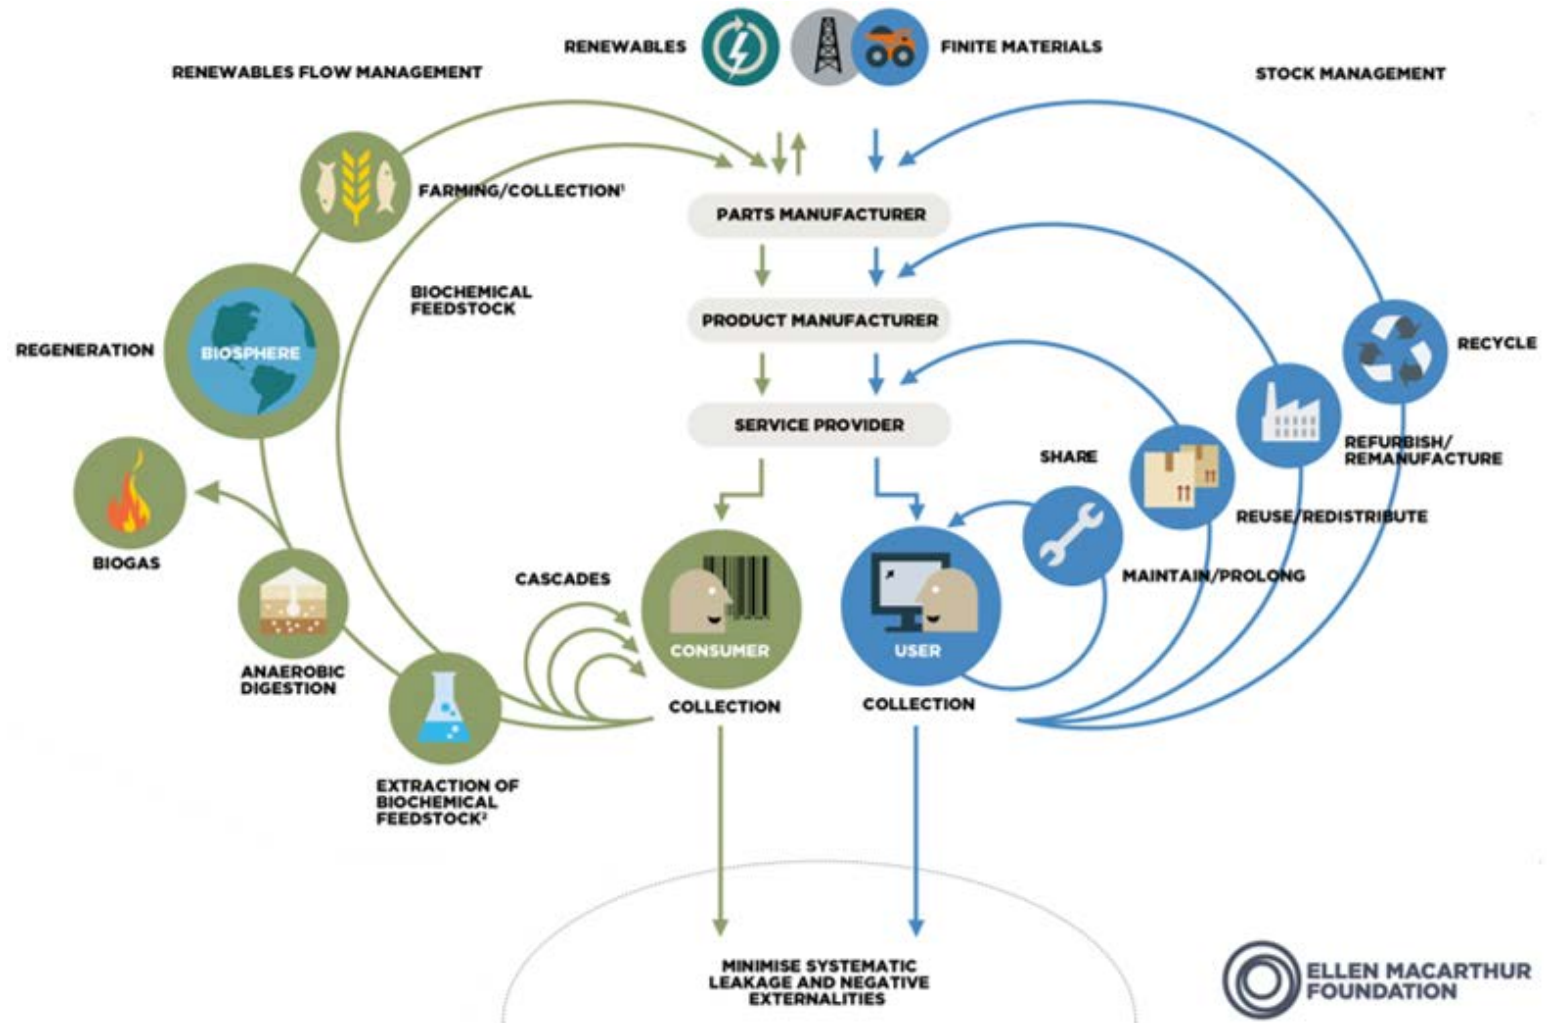 RENEWABLES
FINITE MATERIALS
RENEWABLES FLOW MANAGEMENT
STOCK MANAGEMENT
FARMING/COLLECTION¹
PARTS MANUFACTURER
BIOCHEMICAL
FEEDSTOCK
PRODUCT MANUFACTURER
REGENERATION
BIOSPHERE
RECYCLE
SERVICE PROVIDER
SHARE
REFURBISH/
REMANUFACTURE
REUSE/REDISTRIBUTE
BIOGAS
CASCADES
MAINTAIN/PROLONG
CONSUMER
USER
ANAEROBIC
DIGESTION
COLLECTION
COLLECTION
EXTRACTION OF
BIOCHEMICAL
FEEDSTOCK²
MINIMISE SYSTEMATIC
LEAKAGE AND NEGATIVE
EXTERNALITIES
ELLEN MACARTHUR
FOUNDATION